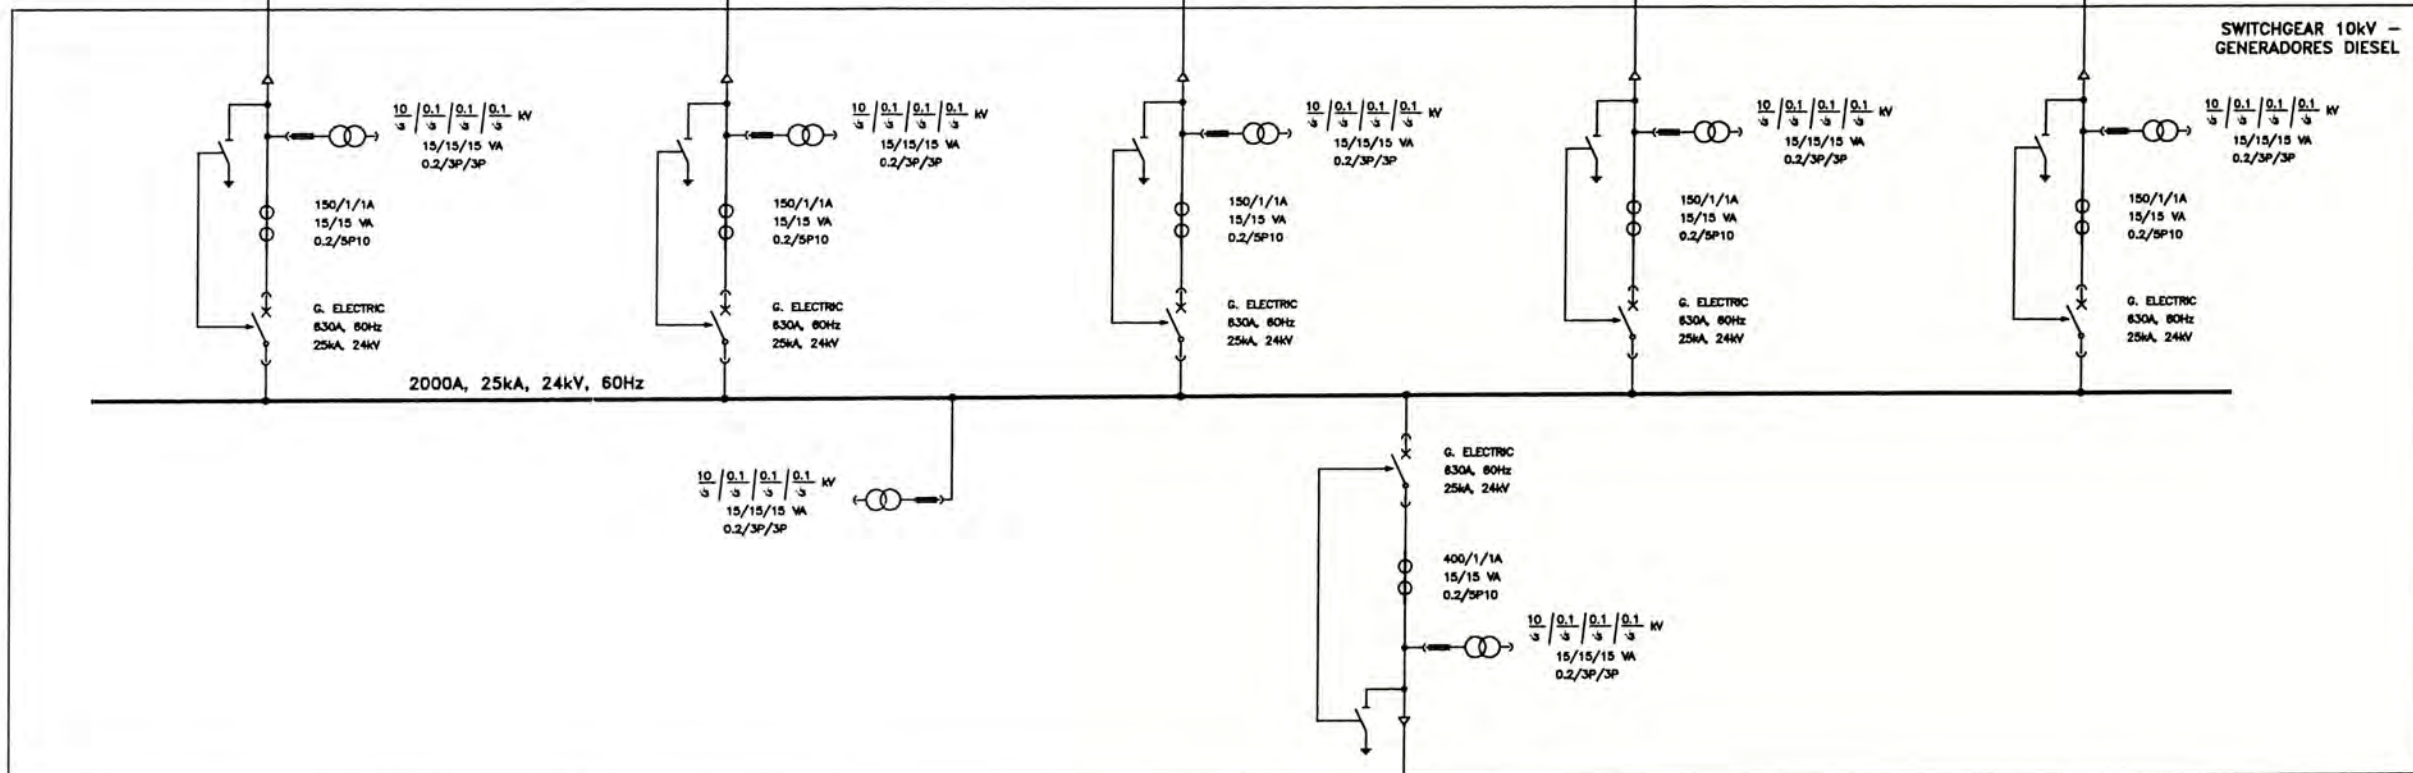 SWITCHGEAR 10kV –
GENERADORES DIESEL
10/√3 | 0.1/√3 | 0.1/√3 | 0.1/√3 kV
15/15/15 VA
0.2/3P/3P
150/1/1A
15/15 VA
0.2/5P10
G. ELECTRIC
630A, 60Hz
25kA, 24kV
10/√3 | 0.1/√3 | 0.1/√3 | 0.1/√3 kV
15/15/15 VA
0.2/3P/3P
150/1/1A
15/15 VA
0.2/5P10
G. ELECTRIC
630A, 60Hz
25kA, 24kV
10/√3 | 0.1/√3 | 0.1/√3 | 0.1/√3 kV
15/15/15 VA
0.2/3P/3P
150/1/1A
15/15 VA
0.2/5P10
G. ELECTRIC
630A, 60Hz
25kA, 24kV
10/√3 | 0.1/√3 | 0.1/√3 | 0.1/√3 kV
15/15/15 VA
0.2/3P/3P
150/1/1A
15/15 VA
0.2/5P10
G. ELECTRIC
630A, 60Hz
25kA, 24kV
10/√3 | 0.1/√3 | 0.1/√3 | 0.1/√3 kV
15/15/15 VA
0.2/3P/3P
150/1/1A
15/15 VA
0.2/5P10
G. ELECTRIC
630A, 60Hz
25kA, 24kV
2000A, 25kA, 24kV, 60Hz
10/√3 | 0.1/√3 | 0.1/√3 | 0.1/√3 kV
15/15/15 VA
0.2/3P/3P
G. ELECTRIC
630A, 60Hz
25kA, 24kV
400/1/1A
15/15 VA
0.2/5P10
10/√3 | 0.1/√3 | 0.1/√3 | 0.1/√3 kV
15/15/15 VA
0.2/3P/3P